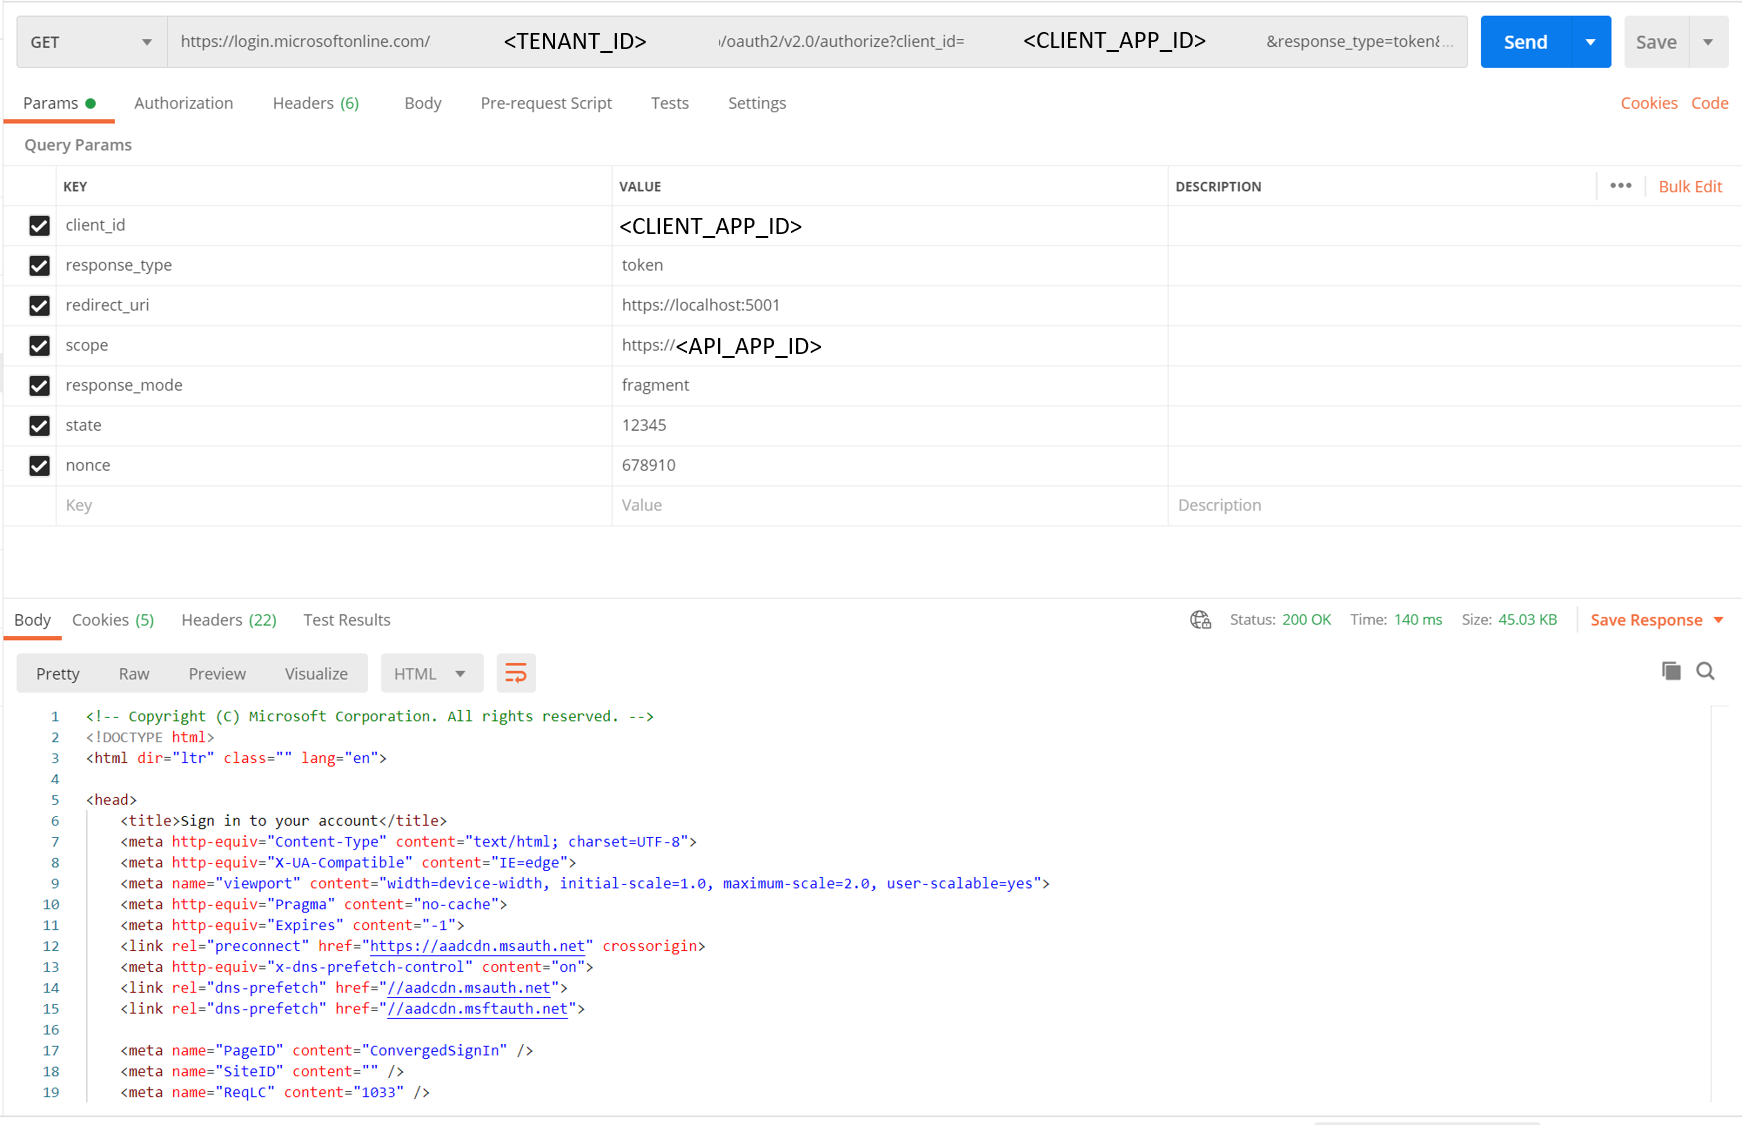 GET https://login.microsoftonline.com/ <TENANT_ID> /oauth2/v2.0/authorize?client_id= <CLIENT_APP_ID> &response_type=token&... Send Save
Params Authorization Headers (6) Body Pre-request Script Tests Settings Cookies Code
Query Params
KEY VALUE DESCRIPTION ••• Bulk Edit
client_id <CLIENT_APP_ID>
response_type token
redirect_uri https://localhost:5001
scope https://<API_APP_ID>
response_mode fragment
state 12345
nonce 678910
Key Value Description
Body Cookies (5) Headers (22) Test Results Status: 200 OK Time: 140 ms Size: 45.03 KB Save Response
Pretty Raw Preview Visualize HTML
1 <!-- Copyright (C) Microsoft Corporation. All rights reserved. -->
2 <!DOCTYPE html>
3 <html dir="ltr" class="" lang="en">
4
5 <head>
6 <title>Sign in to your account</title>
7 <meta http-equiv="Content-Type" content="text/html; charset=UTF-8">
8 <meta http-equiv="X-UA-Compatible" content="IE=edge">
9 <meta name="viewport" content="width=device-width, initial-scale=1.0, maximum-scale=2.0, user-scalable=yes">
10 <meta http-equiv="Pragma" content="no-cache">
11 <meta http-equiv="Expires" content="-1">
12 <link rel="preconnect" href="https://aadcdn.msauth.net" crossorigin>
13 <meta http-equiv="x-dns-prefetch-control" content="on">
14 <link rel="dns-prefetch" href="//aadcdn.msauth.net">
15 <link rel="dns-prefetch" href="//aadcdn.msftauth.net">
16
17 <meta name="PageID" content="ConvergedSignIn" />
18 <meta name="SiteID" content="" />
19 <meta name="ReqLC" content="1033" />